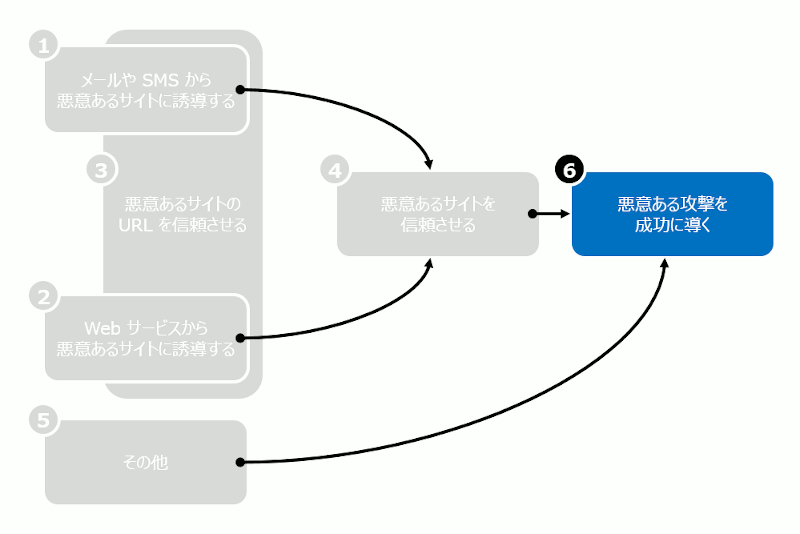 1
メールや SMS から
悪意あるサイトに誘導する
3
悪意あるサイトの
URL を信頼させる
2
Web サービスから
悪意あるサイトに誘導する
5
その他
4
悪意あるサイトを
信頼させる
6
悪意ある攻撃を
成功に導く